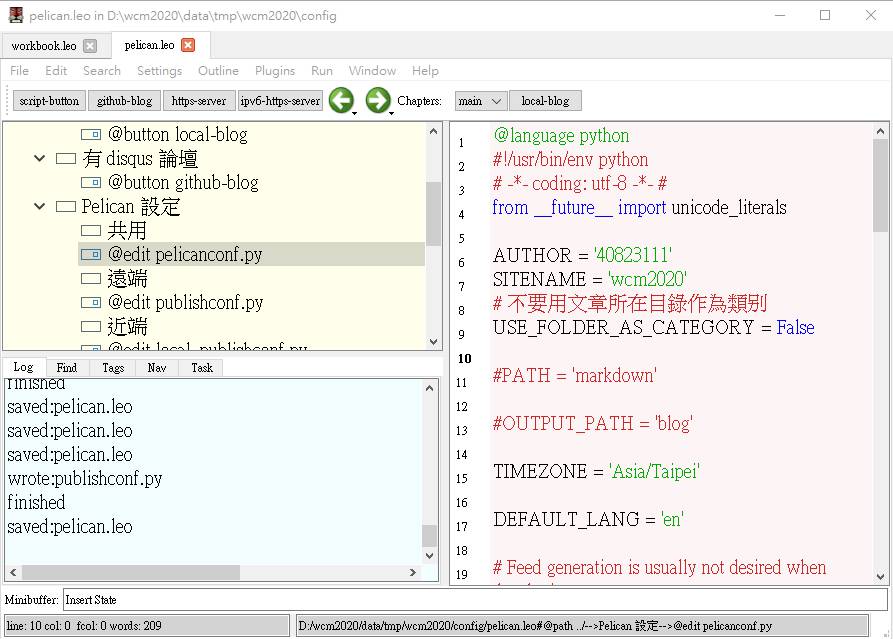 pelican.leo in D:\wcm2020\data\tmp\wcm2020\config
workbook.leo
pelican.leo
File Edit Search Settings Outline Plugins Run Window Help
script-button github-blog https-server ipv6-https-server Chapters: main local-blog
@button local-blog
有 disqus 論壇
@button github-blog
Pelican 設定
共用
@edit pelicanconf.py
遠端
@edit publishconf.py
近端
@edit local_publishconf.py
Log Find Tags Nav Task
finished
saved:pelican.leo
saved:pelican.leo
saved:pelican.leo
wrote:publishconf.py
finished
saved:pelican.leo
1 @language python
2 #!/usr/bin/env python
3 # -*- coding: utf-8 -*- #
4 from __future__ import unicode_literals
5
6 AUTHOR = '40823111'
7 SITENAME = 'wcm2020'
8 # 不要用文章所在目錄作為類別
9 USE_FOLDER_AS_CATEGORY = False
10
11 #PATH = 'markdown'
12
13 #OUTPUT_PATH = 'blog'
14
15 TIMEZONE = 'Asia/Taipei'
16
17 DEFAULT_LANG = 'en'
18
19 # Feed generation is usually not desired when
Minibuffer: Insert State
line: 10 col: 0 fcol: 0 words: 209
D:/wcm2020/data/tmp/wcm2020/config/pelican.leo#@path ../-->Pelican 設定-->@edit pelicanconf.py